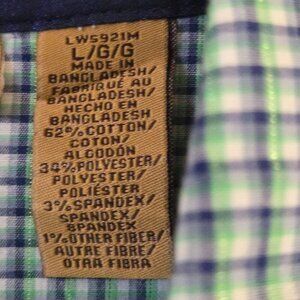 LW5921M
L/G/G
MADE IN
BANGLADESH/
FABRIQUÉ AU
BANGLADESH/
HECHO EN
BANGLADESH
62% COTTON/
COTON/
ALGODÓN
34% POLYESTER/
POLYESTER/
POLIÉSTER
3% SPANDEX/
SPANDEX/
SPANDEX
1% OTHER FIBER/
AUTRE FIBRE/
OTRA FIBRA